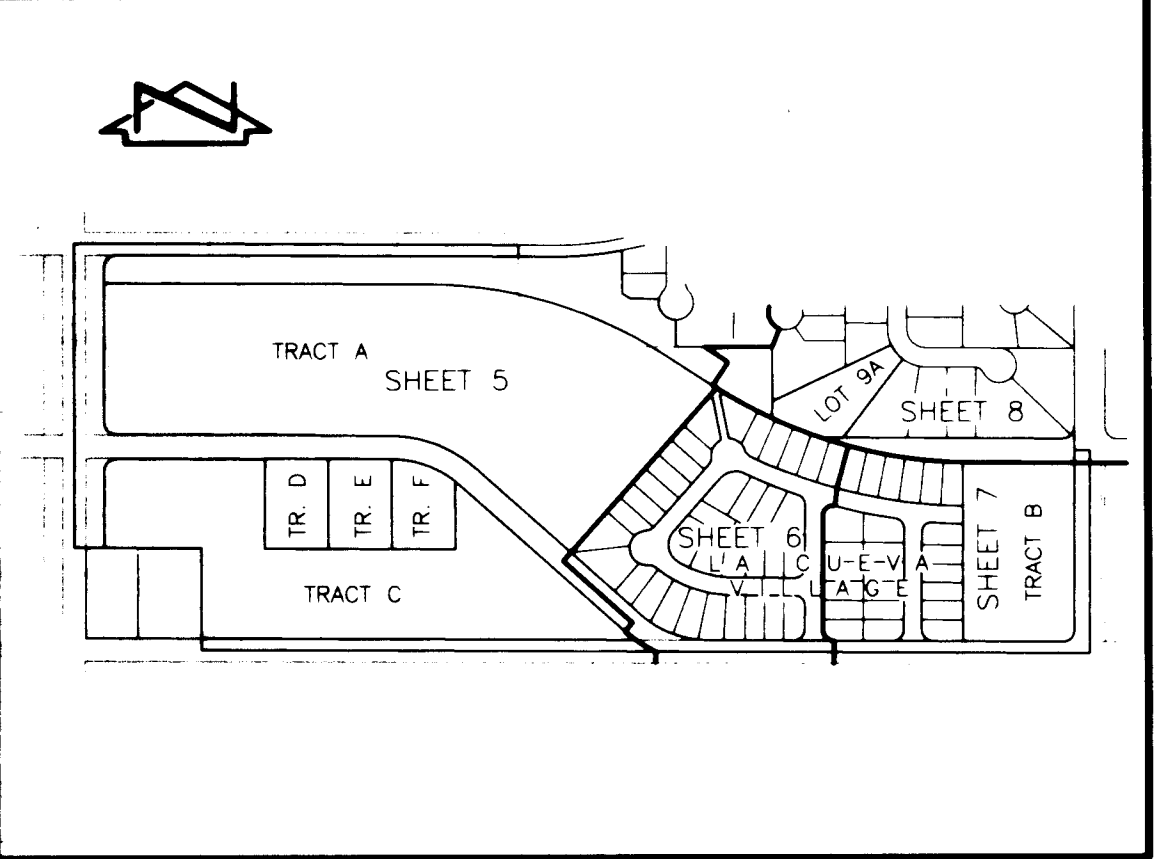 N
TRACT A
SHEET 5
LOT 9A
SHEET 8
TR. D
TR. E
TR. F
SHEET 6
LA CUEVA
VILLAGE
SHEET 7
TRACT B
TRACT C